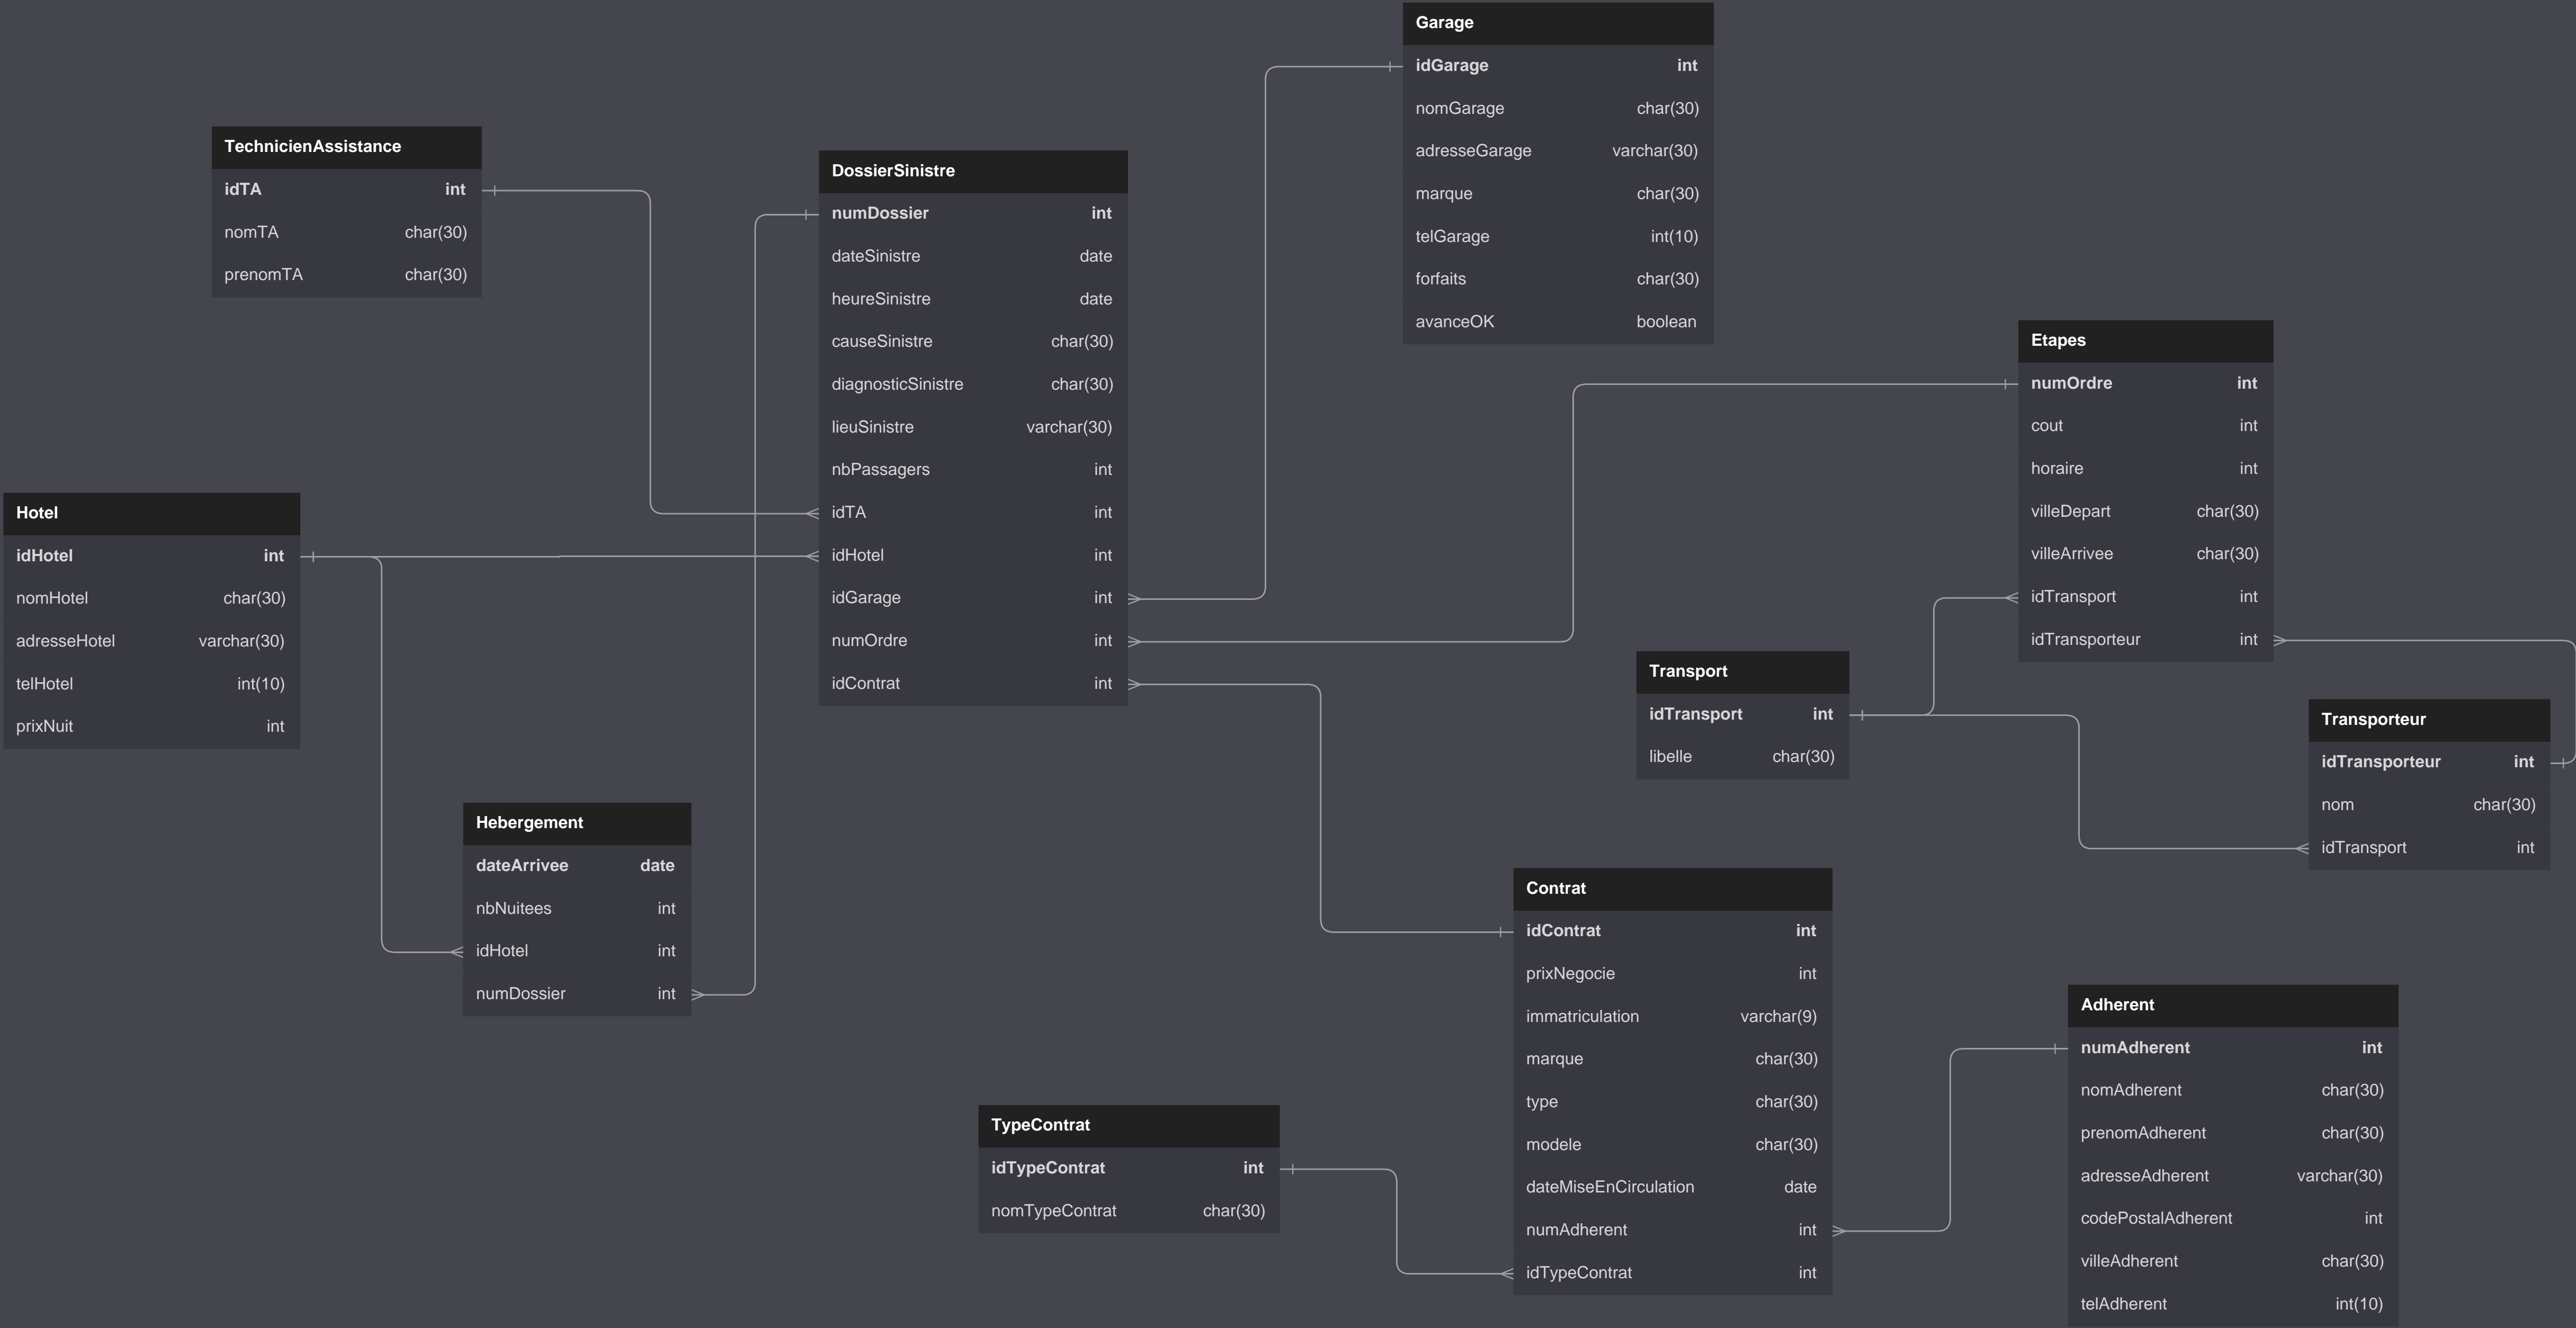 Garage
idGarage int
nomGarage char(30)
adresseGarage varchar(30)
marque char(30)
telGarage int(10)
forfaits char(30)
avanceOK boolean
TechnicienAssistance
idTA int
nomTA char(30)
prenomTA char(30)
DossierSinistre
numDossier int
dateSinistre date
heureSinistre date
causeSinistre char(30)
diagnosticSinistre char(30)
lieuSinistre varchar(30)
nbPassagers int
idTA int
idHotel int
idGarage int
numOrdre int
idContrat int
Etapes
numOrdre int
cout int
horaire int
villeDepart char(30)
villeArrivee char(30)
idTransport int
idTransporteur int
Hotel
idHotel int
nomHotel char(30)
adresseHotel varchar(30)
telHotel int(10)
prixNuit int
Transport
idTransport int
libelle char(30)
Transporteur
idTransporteur int
nom char(30)
idTransport int
Hebergement
dateArrivee date
nbNuitees int
idHotel int
numDossier int
Contrat
idContrat int
prixNegocie int
immatriculation varchar(9)
marque char(30)
type char(30)
modele char(30)
dateMiseEnCirculation date
numAdherent int
idTypeContrat int
Adherent
numAdherent int
nomAdherent char(30)
prenomAdherent char(30)
adresseAdherent varchar(30)
codePostalAdherent int
villeAdherent char(30)
telAdherent int(10)
TypeContrat
idTypeContrat int
nomTypeContrat char(30)